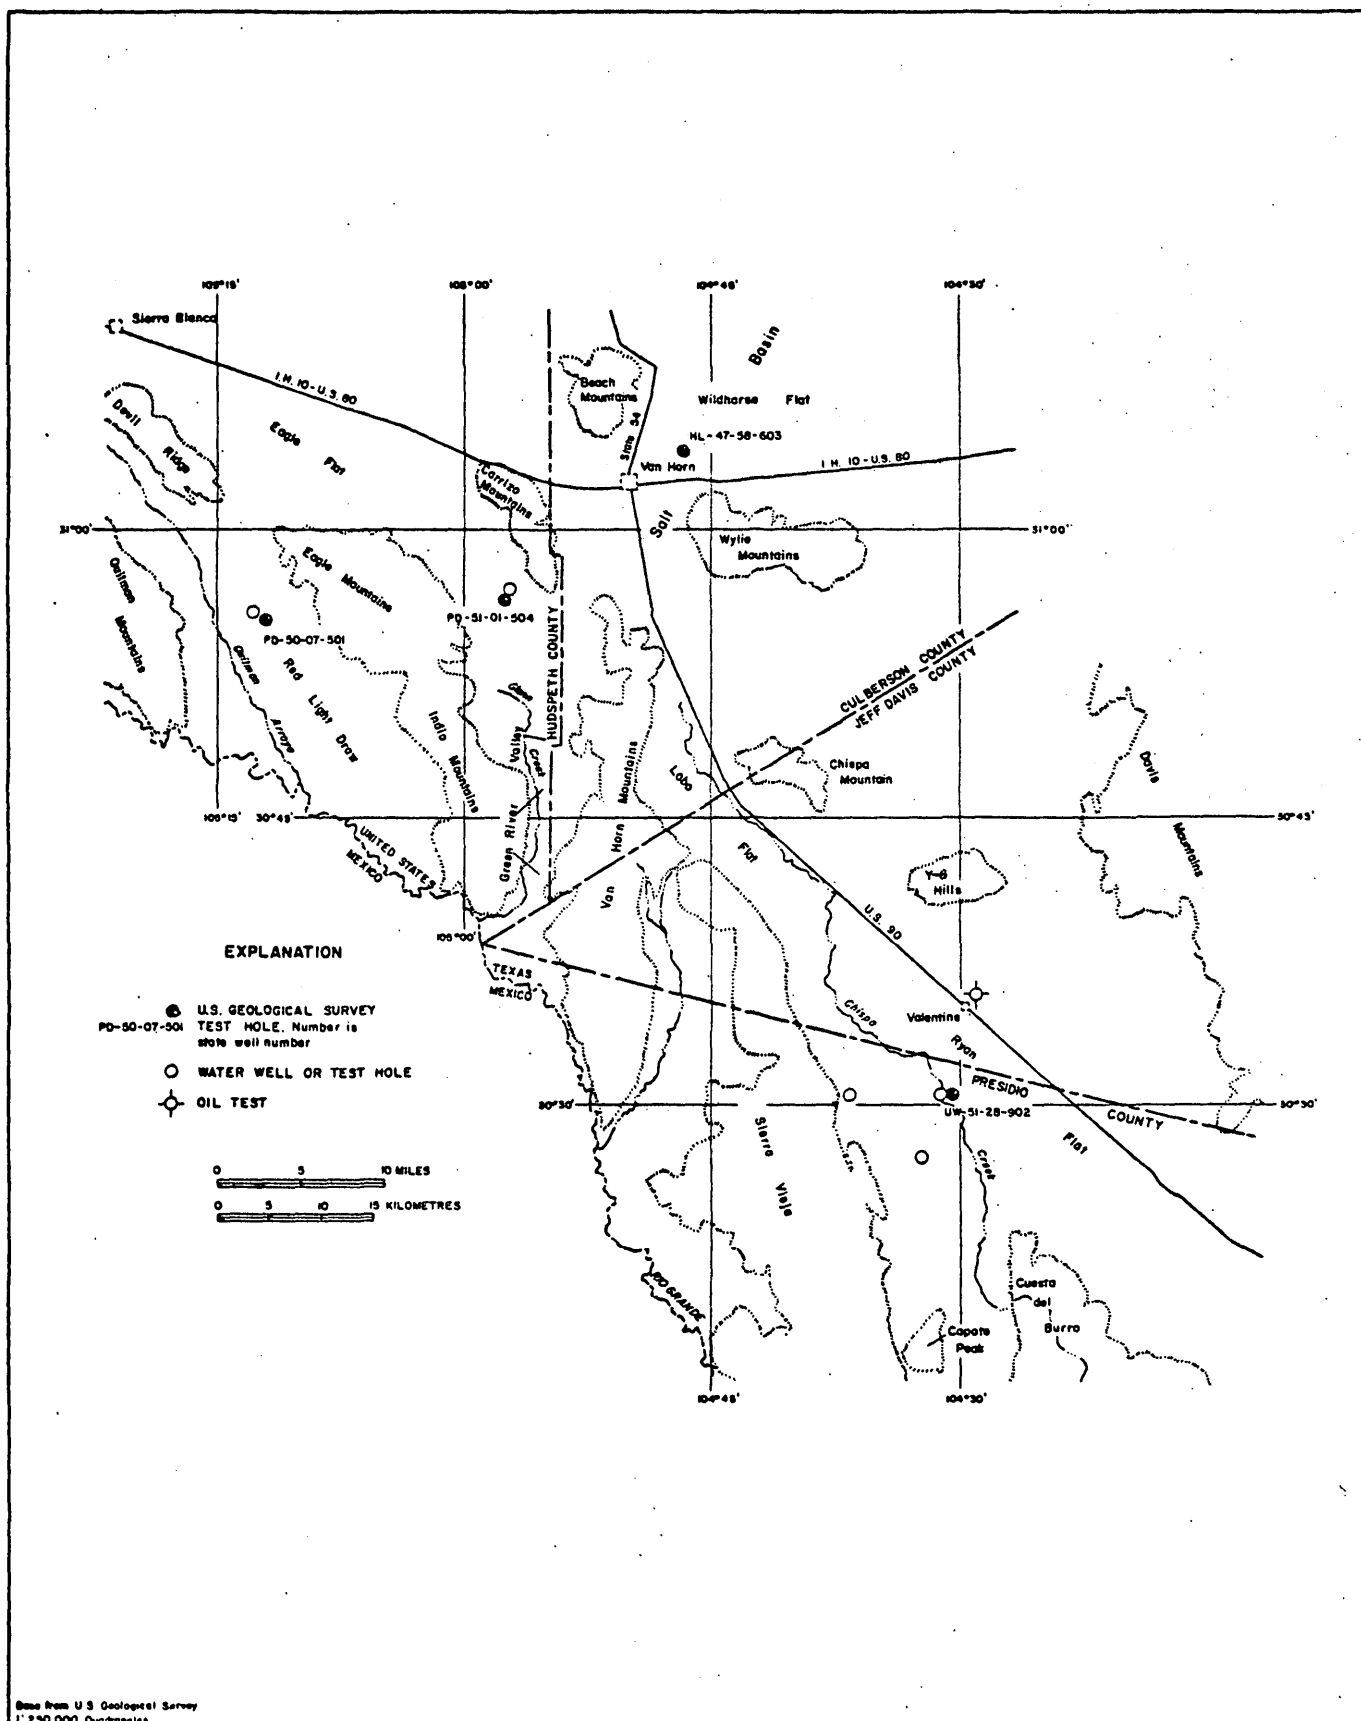 105°15'
105°00'
104°45'
104°30'
Sierra Blanca
Basin
I.H. 10-U.S. 80
Beach
Mountains
Wildhorse Flat
Devil
Ridge
Eagle
Flat
State 54
HL-47-58-603
Van Horn
I.H. 10-U.S. 80
Carrizo
Mountains
Salt
31°00'
31°00'
Wylie
Mountains
Quitman
Mountains
Eagle Mountains
PD-51-01-504
PD-50-07-501
HUDSPETH COUNTY
CULBERSON COUNTY
JEFF DAVIS COUNTY
Quitman
Arroyo
Red
Light
Draw
Indio
Mountains
Green
Valley
Creek
Green River
Van
Horn
Mountains
Lobo
Flat
Chispa
Mountain
Davis
Mountains
105°15'
30°45'
30°45'
UNITED STATES
MEXICO
Y-6
Hills
U.S. 90
105°00'
EXPLANATION
TEXAS
MEXICO
U.S. GEOLOGICAL SURVEY
PD-50-07-501 TEST HOLE. Number is
state well number
WATER WELL OR TEST HOLE
OIL TEST
Chispa
Valentine
Ryan
PRESIDIO
COUNTY
30°30'
30°30'
UW-51-28-902
Flat
Sierra
Vieja
Creek
0 5 10 MILES
0 5 10 15 KILOMETRES
RIO GRANDE
Cuesta
del
Burro
Capote
Peak
104°45'
104°30'
Base from U S Geological Survey
1:250,000 Quadrangles